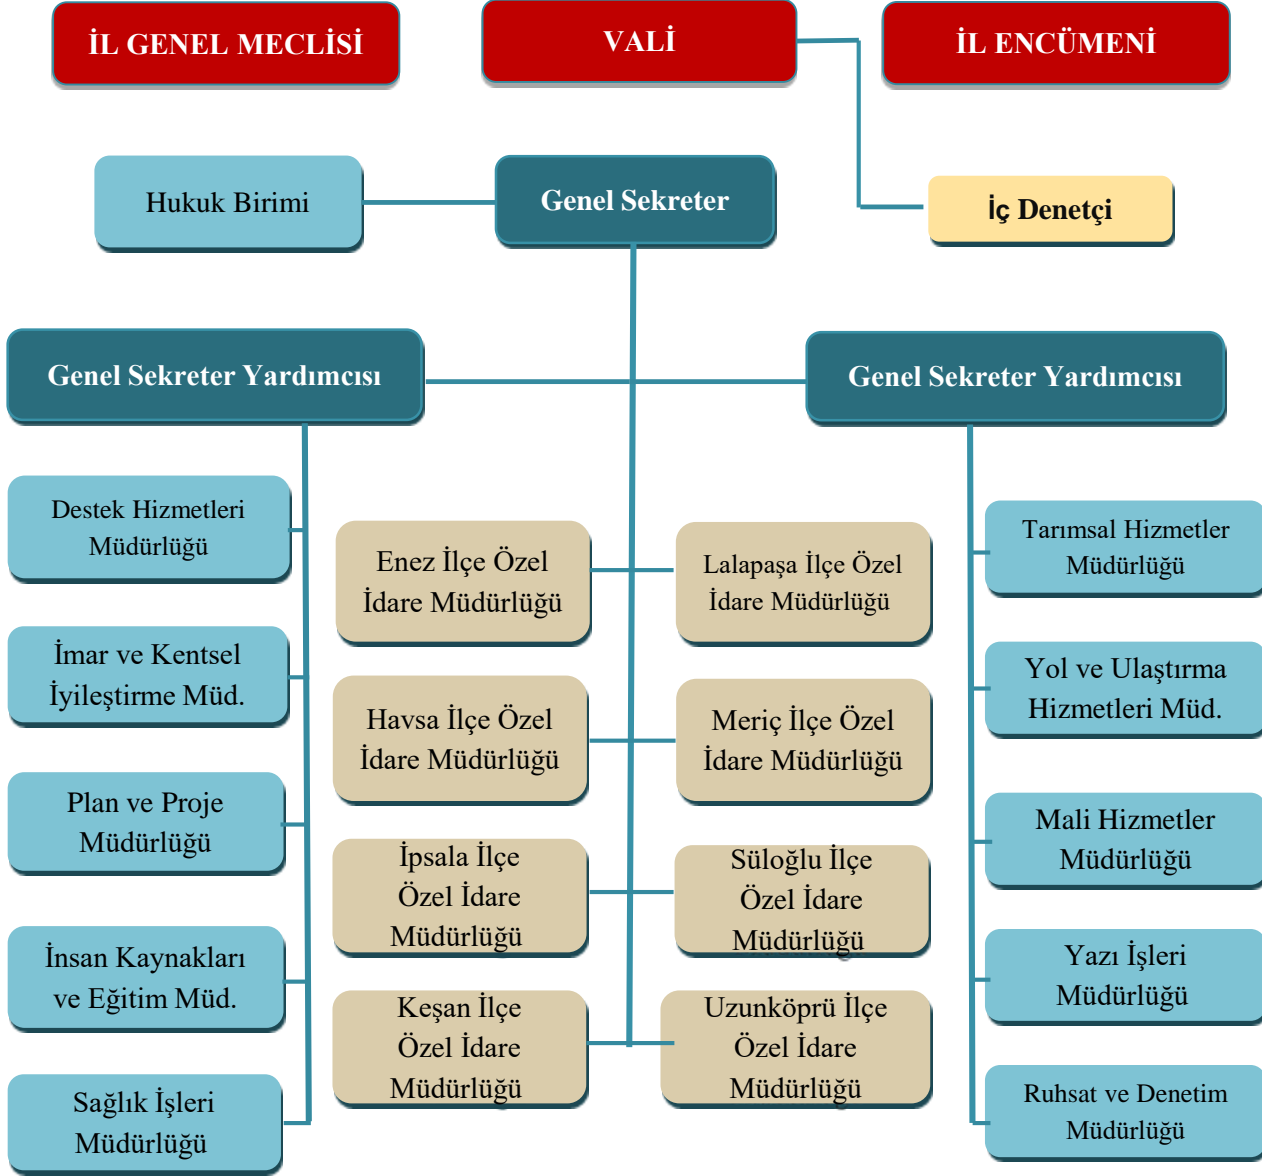 İL GENEL MECLİSİ
VALİ
İL ENCÜMENİ
Hukuk Birimi
Genel Sekreter
İç Denetçi
Genel Sekreter Yardımcısı
Genel Sekreter Yardımcısı
Destek Hizmetleri
Müdürlüğü
İmar ve Kentsel
İyileştirme Müd.
Plan ve Proje
Müdürlüğü
İnsan Kaynakları
ve Eğitim Müd.
Sağlık İşleri
Müdürlüğü
Enez İlçe Özel
İdare Müdürlüğü
Havsa İlçe Özel
İdare Müdürlüğü
İpsala İlçe
Özel İdare
Müdürlüğü
Keşan İlçe
Özel İdare
Müdürlüğü
Lalapaşa İlçe Özel
İdare Müdürlüğü
Meriç İlçe Özel
İdare Müdürlüğü
Süloğlu İlçe
Özel İdare
Müdürlüğü
Uzunköprü İlçe
Özel İdare
Müdürlüğü
Tarımsal Hizmetler
Müdürlüğü
Yol ve Ulaştırma
Hizmetleri Müd.
Mali Hizmetler
Müdürlüğü
Yazı İşleri
Müdürlüğü
Ruhsat ve Denetim
Müdürlüğü